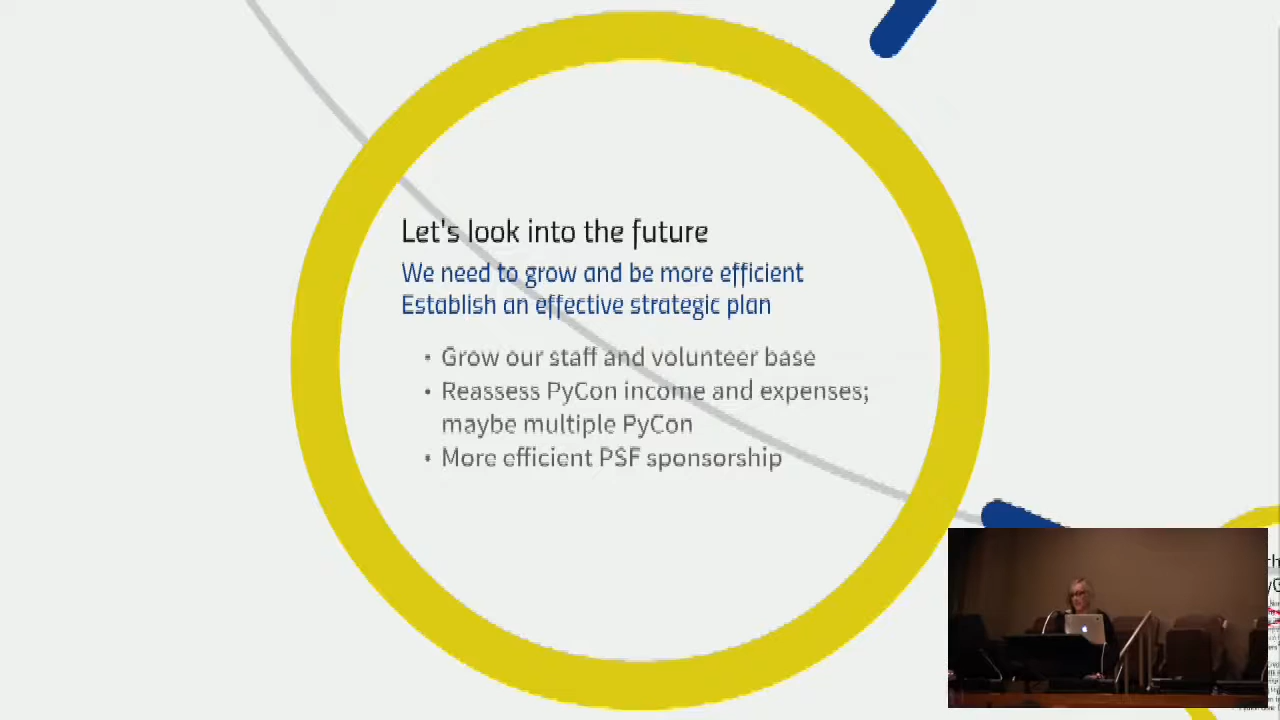 Let's look into the future
We need to grow and be more efficient
Establish an effective strategic plan
• Grow our staff and volunteer base
• Reassess PyCon income and expenses;
maybe multiple PyCon
• More efficient PSF sponsorship